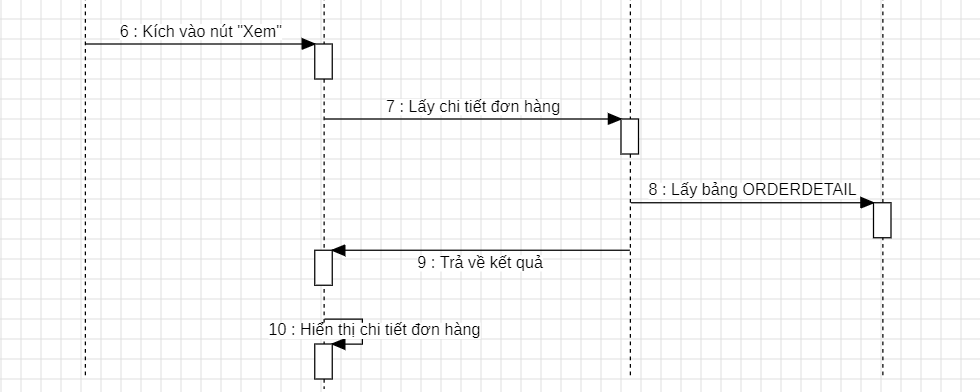 6 : Kích vào nút "Xem"
7 : Lấy chi tiết đơn hàng
8 : Lấy bảng ORDERDETAIL
9 : Trả về kết quả
10 : Hiển thị chi tiết đơn hàng